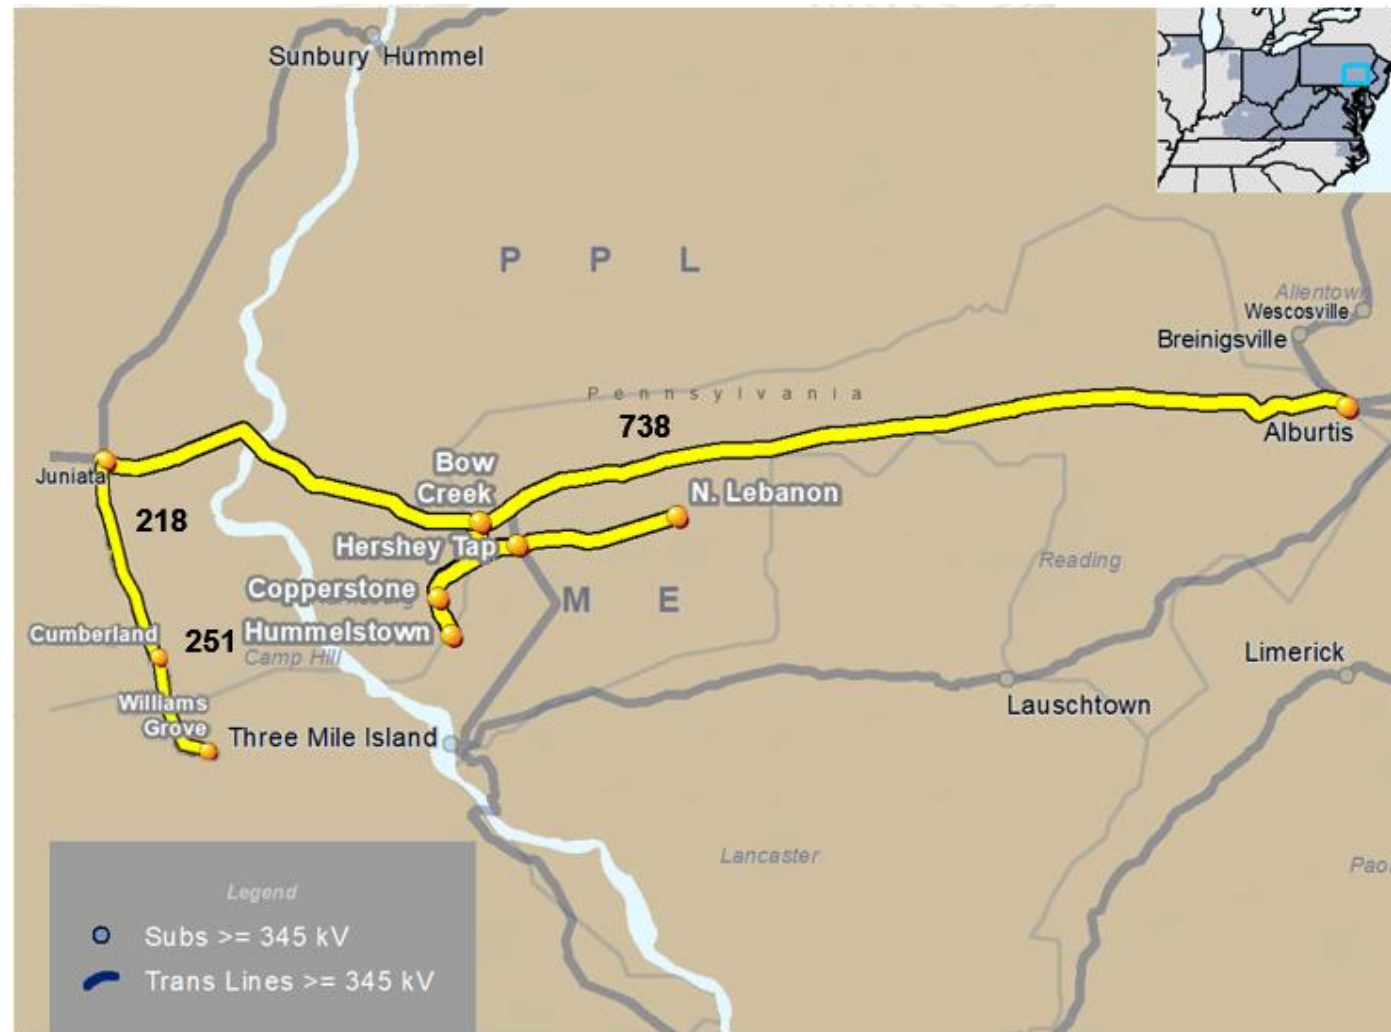 Sunbury Hummel
P P L
Allentown
Wescosville
Breinigsville
Pennsylvania
738
Alburtis
Bow
Creek
Juniata
N. Lebanon
218
Hershey Tap
Reading
Copperstone
M E
Cumberland
251
Hummelstown
Camp Hill
Limerick
Williams
Grove
Lauschtown
Three Mile Island
Lancaster
Paol
Legend
Subs >= 345 kV
Trans Lines >= 345 kV